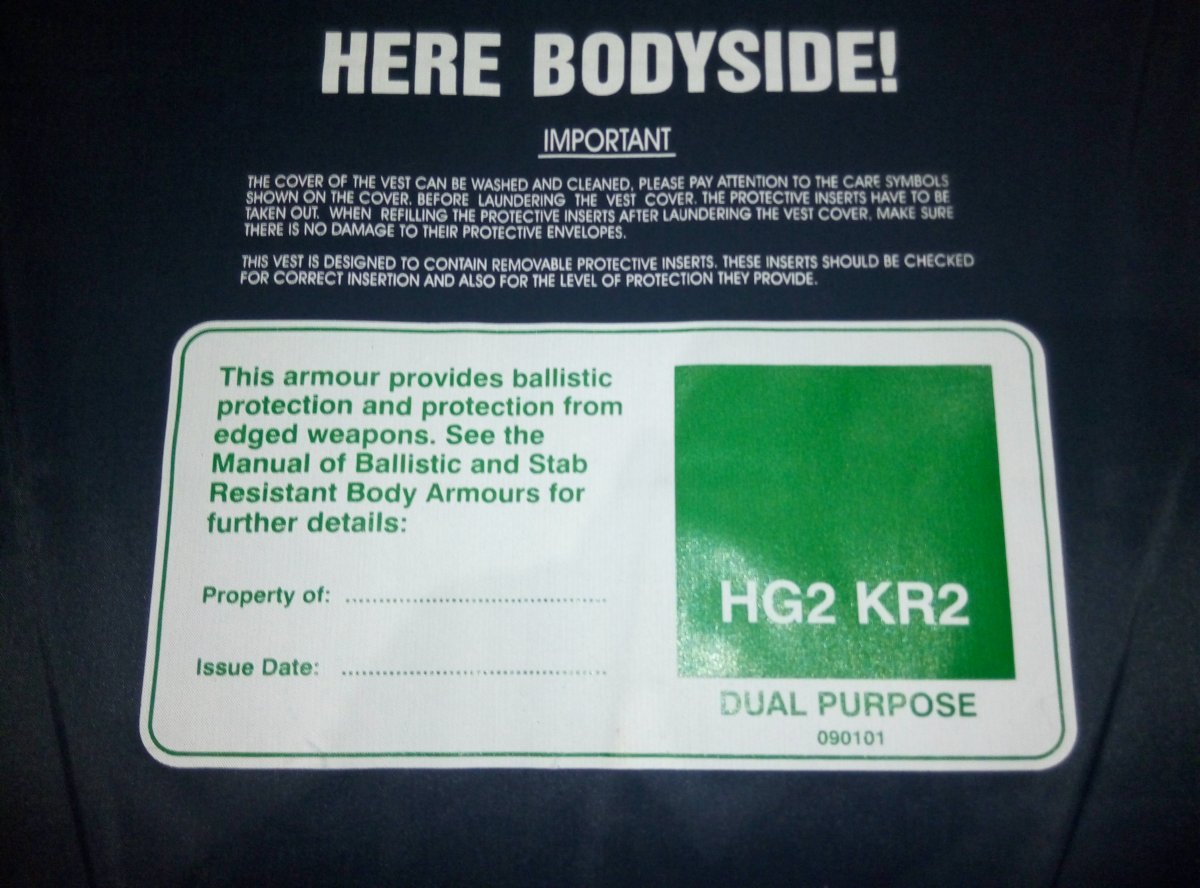 HERE BODYSIDE!
IMPORTANT
THE COVER OF THE VEST CAN BE WASHED AND CLEANED, PLEASE PAY ATTENTION TO THE CARE SYMBOLS
SHOWN ON THE COVER. BEFORE LAUNDERING THE VEST COVER. THE PROTECTIVE INSERTS HAVE TO BE
TAKEN OUT. WHEN REFILLING THE PROTECTIVE INSERTS AFTER LAUNDERING THE VEST COVER, MAKE SURE
THERE IS NO DAMAGE TO THEIR PROTECTIVE ENVELOPES.
THIS VEST IS DESIGNED TO CONTAIN REMOVABLE PROTECTIVE INSERTS. THESE INSERTS SHOULD BE CHECKED
FOR CORRECT INSERTION AND ALSO FOR THE LEVEL OF PROTECTION THEY PROVIDE.
This armour provides ballistic
protection and protection from
edged weapons. See the
Manual of Ballistic and Stab
Resistant Body Armours for
further details:
Property of: ..........................................
Issue Date: ..........................................
HG2 KR2
DUAL PURPOSE
090101